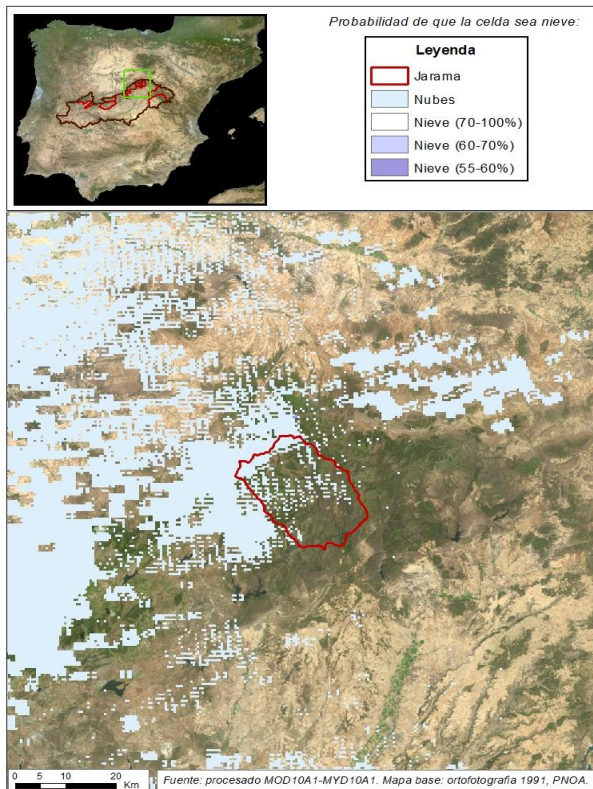 Probabilidad de que la celda sea nieve:
Leyenda
Jarama
Nubes
Nieve (70-100%)
Nieve (60-70%)
Nieve (55-60%)
0 5 10 20
Km
Fuente: procesado MOD10A1-MYD10A1. Mapa base: ortofotografia 1991, PNOA.